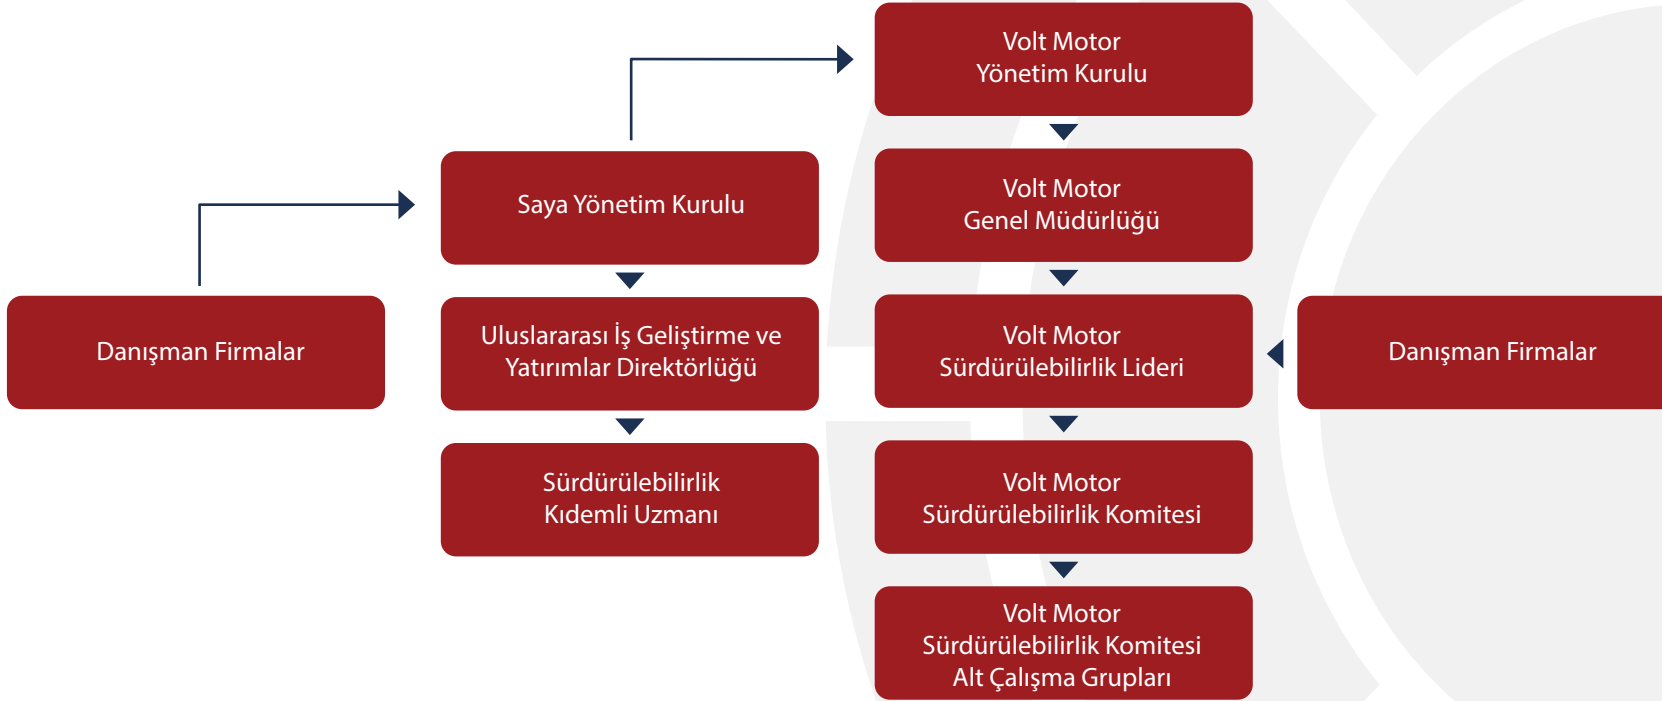 Danışman Firmalar
Saya Yönetim Kurulu
Uluslararası İş Geliştirme ve
Yatırımlar Direktörlüğü
Sürdürülebilirlik
Kıdemli Uzmanı
Volt Motor
Yönetim Kurulu
Volt Motor
Genel Müdürlüğü
Volt Motor
Sürdürülebilirlik Lideri
Volt Motor
Sürdürülebilirlik Komitesi
Volt Motor
Sürdürülebilirlik Komitesi
Alt Çalışma Grupları
Danışman Firmalar